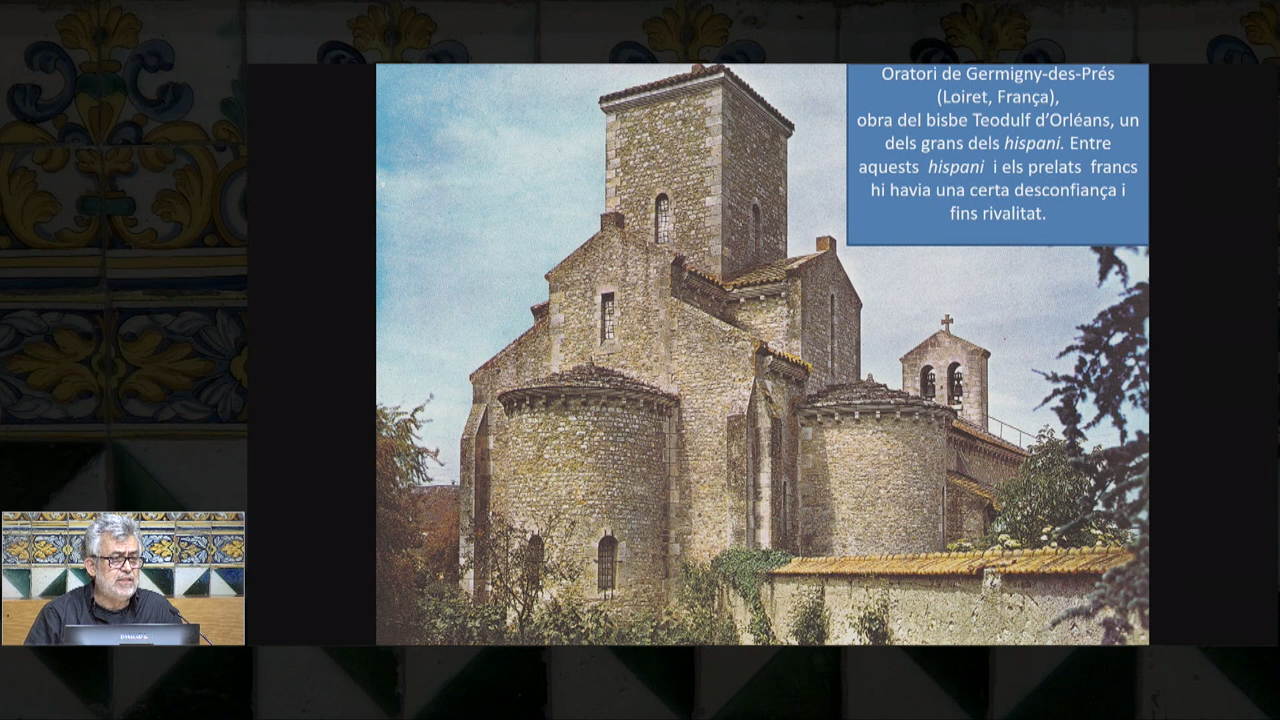 Oratori de Germigny-des-Prés
(Loiret, França),
obra del bisbe Teodulf d'Orléans, un
dels grans dels hispani. Entre
aquests hispani i els prelats francs
hi havia una certa desconfiança i
fins rivalitat.
PHILIPS